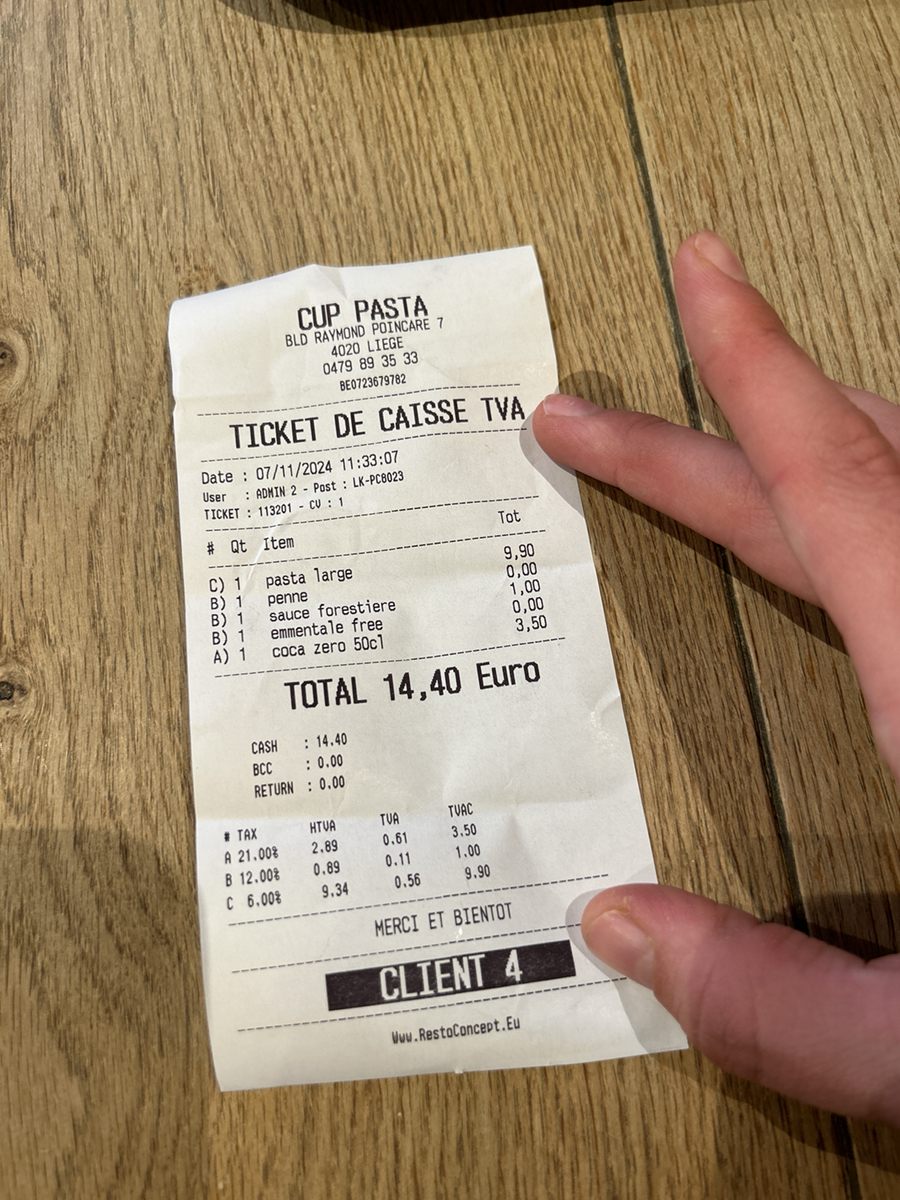 CUP PASTA
BLD RAYMOND POINCARE 7
4020 LIEGE
0479 89 35 33
BE0723679782
TICKET DE CAISSE TVA
Date : 07/11/2024 11:33:07
User : ADMIN 2 - Post : LK-PC8023
TICKET : 113201 - CV : 1
# Qt Item Tot
C) 1 pasta large 9,90
B) 1 penne 0,00
B) 1 sauce forestiere 1,00
B) 1 emmentale free 0,00
A) 1 coca zero 50cl 3,50
TOTAL 14,40 Euro
CASH : 14.40
BCC : 0.00
RETURN : 0.00
# TAX HTVA TVA TVAC
A 21.00% 2.89 0.61 3.50
B 12.00% 0.89 0.11 1.00
C 6.00% 9.34 0.56 9.90
MERCI ET BIENTOT
CLIENT 4
Www.RestoConcept.Eu